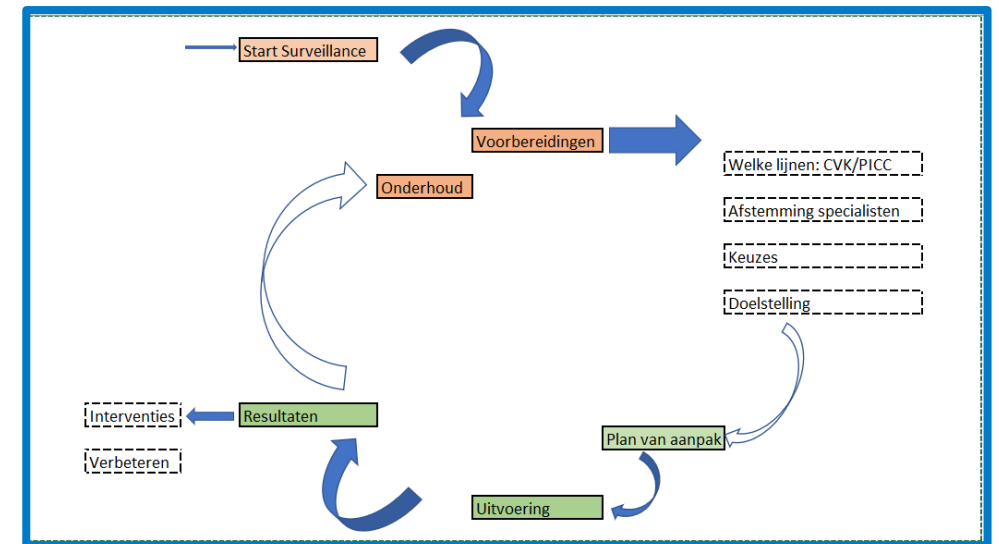 Start Surveillance
Voorbereidingen
Welke lijnen: CVK/PICC
Onderhoud
Afstemming specialisten
Keuzes
Doelstelling
Interventies
Resultaten
Plan van aanpak
Verbeteren
Uitvoering